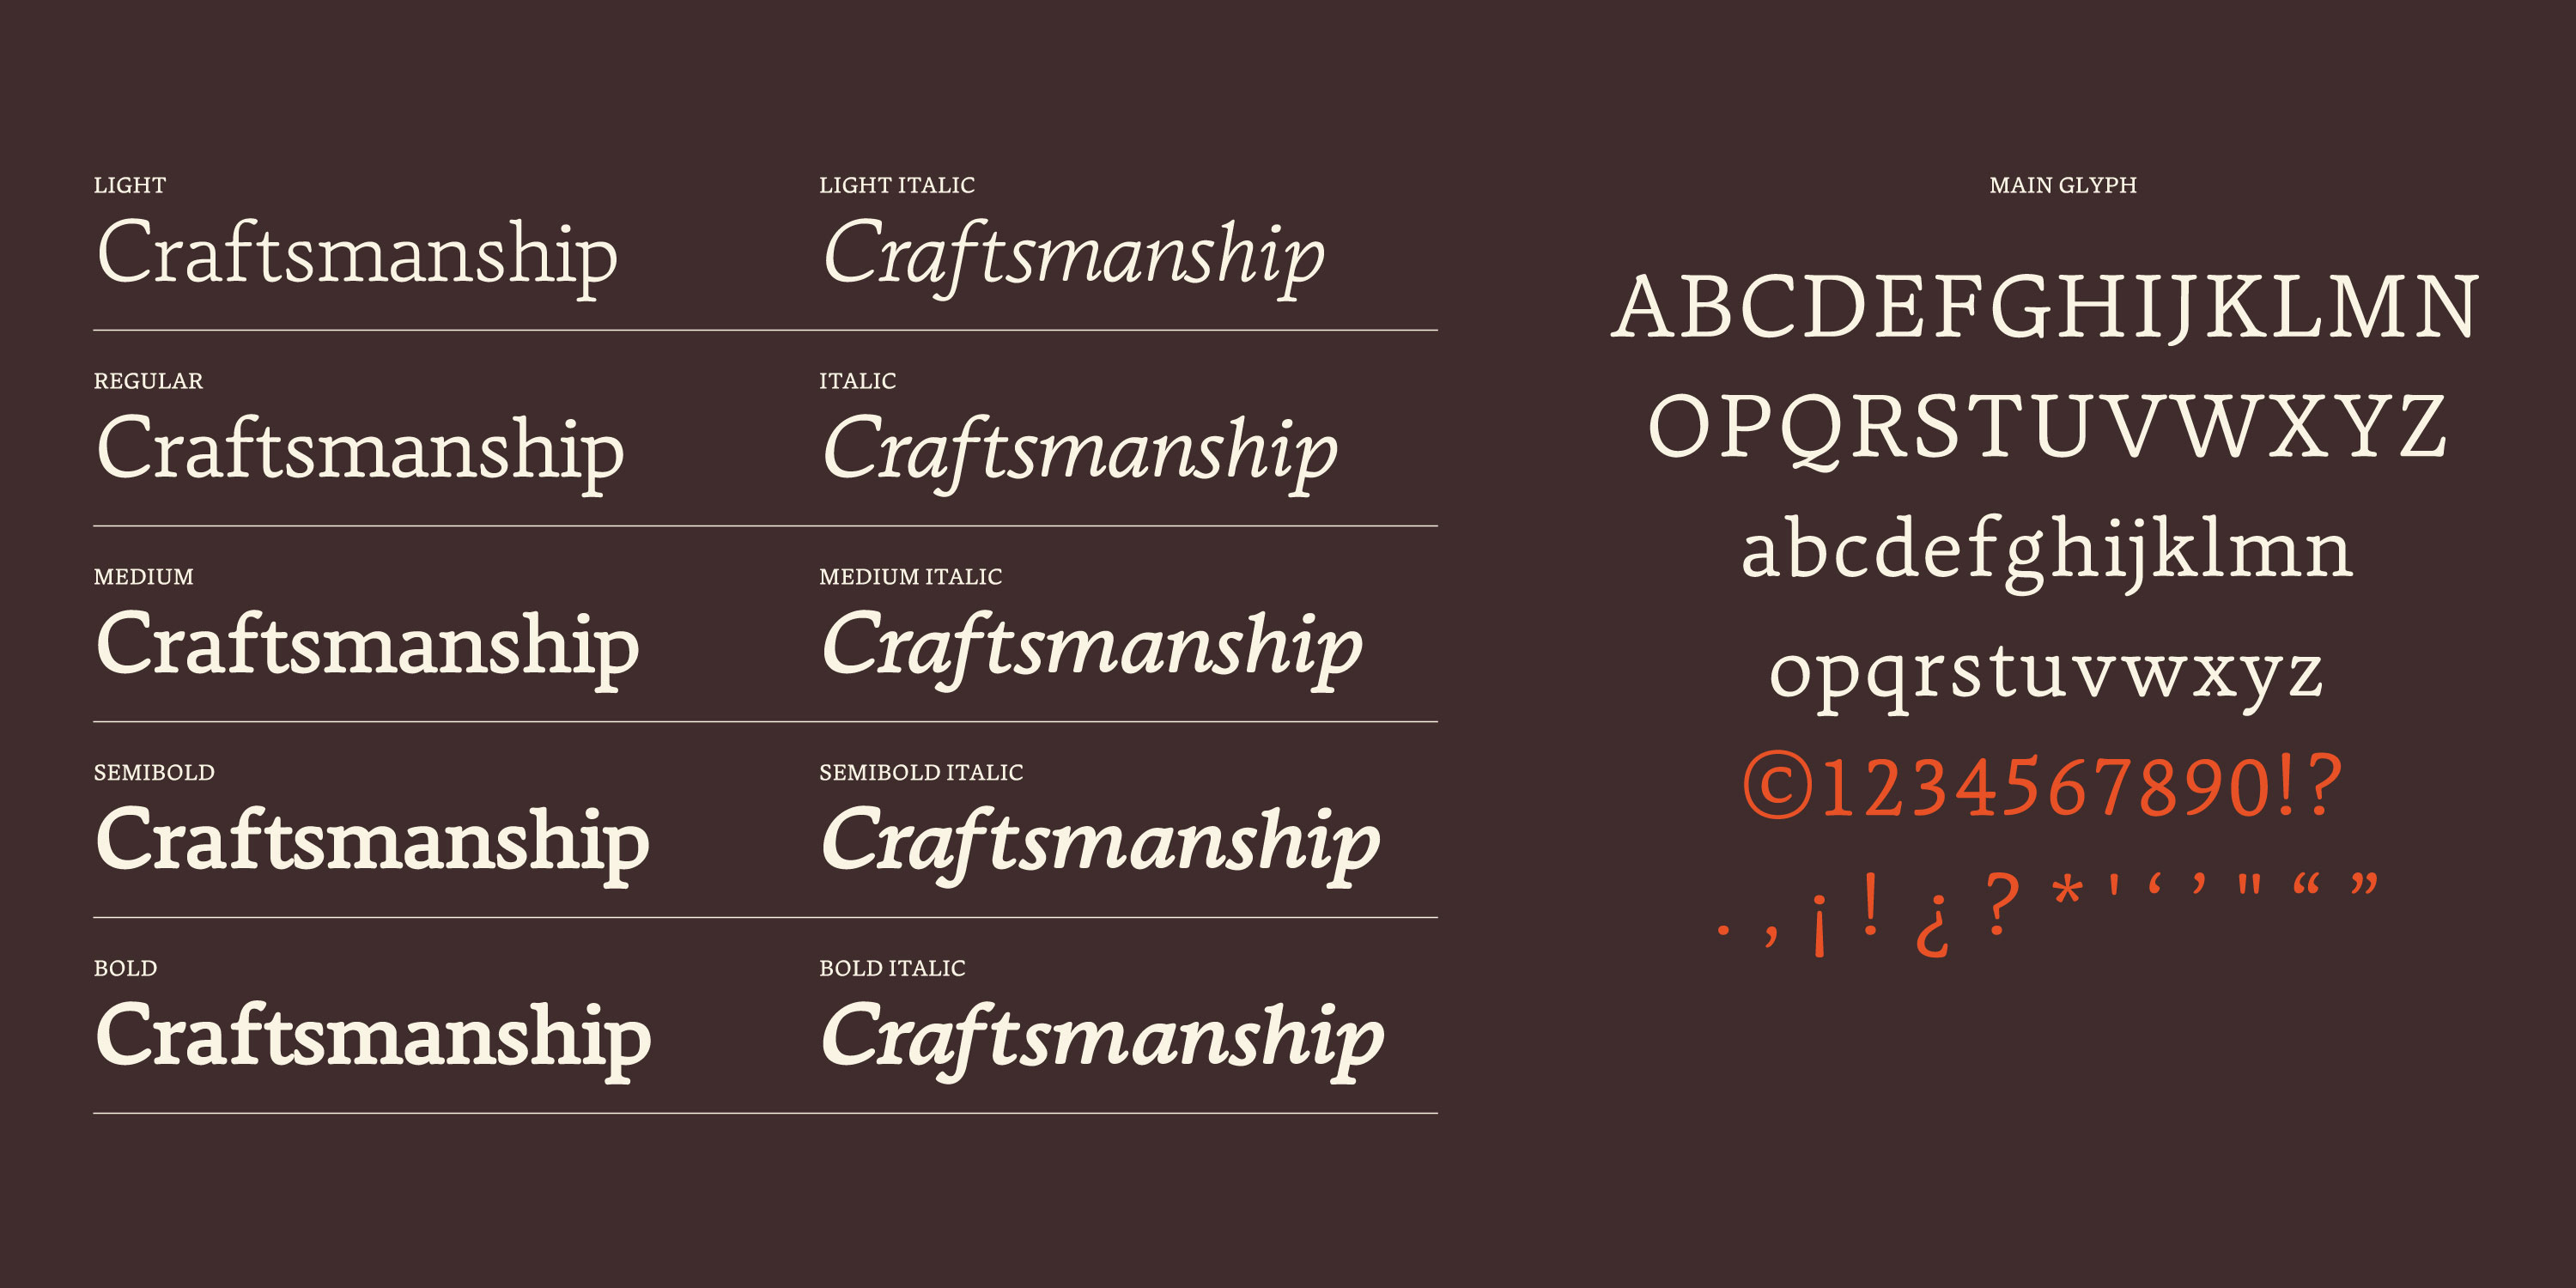 LIGHT
Craftsmanship
LIGHT ITALIC
Craftsmanship
REGULAR
Craftsmanship
ITALIC
Craftsmanship
MEDIUM
Craftsmanship
MEDIUM ITALIC
Craftsmanship
SEMIBOLD
Craftsmanship
SEMIBOLD ITALIC
Craftsmanship
BOLD
Craftsmanship
BOLD ITALIC
Craftsmanship
MAIN GLYPH
ABCDEFGHIJKLMN
OPQRSTUVWXYZ
abcdefghijklmn
opqrstuvwxyz
©1234567890!?
. , ¡ ! ¿ ? * ' ‘ ’ " “ ”